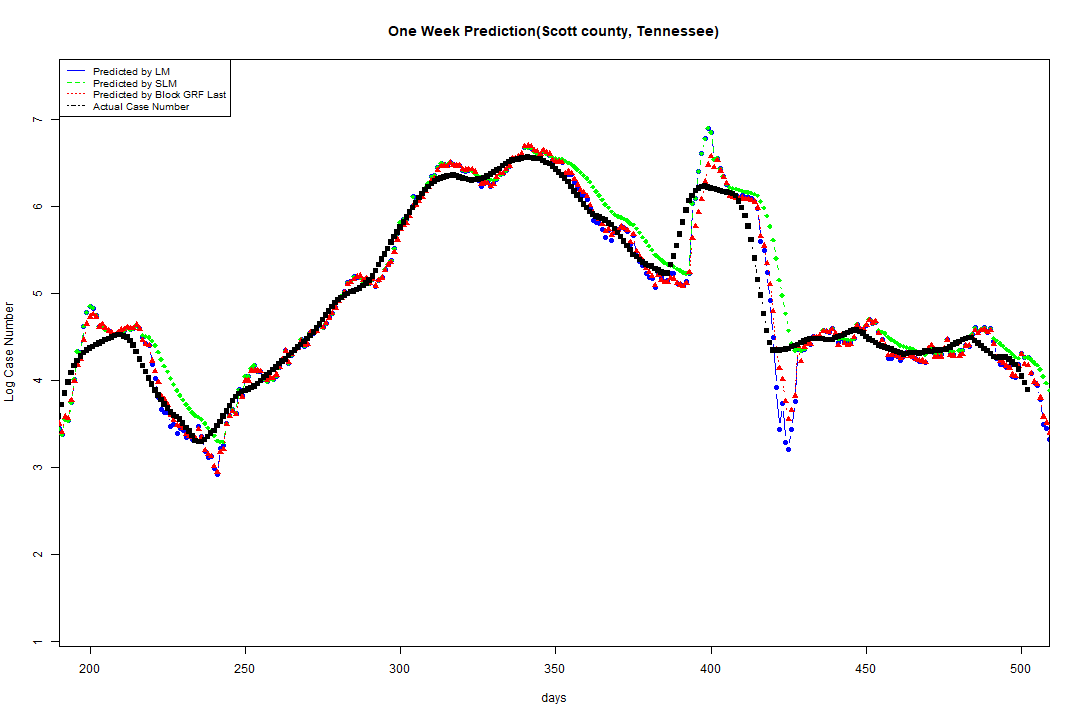 One Week Prediction(Scott county, Tennessee)
Predicted by LM
Predicted by SLM
Predicted by Block GRF Last
Actual Case Number
7
6
5
4
3
2
1
Log Case Number
200 250 300 350 400 450 500
days